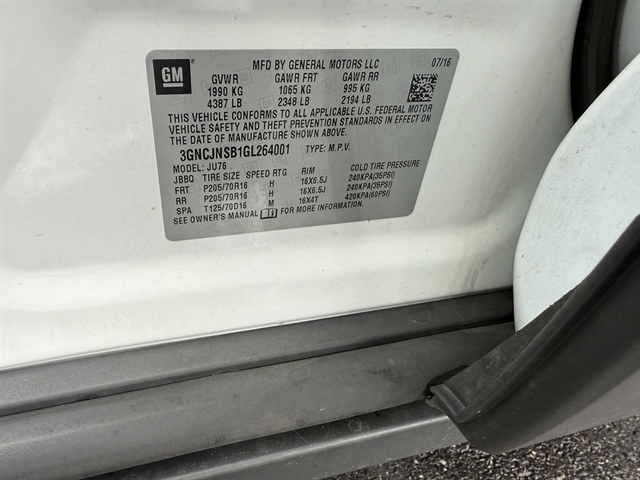 GM
MFD BY GENERAL MOTORS LLC 07/16
GVWR GAWR FRT GAWR RR
1990 KG 1065 KG 995 KG
4387 LB 2348 LB 2194 LB
THIS VEHICLE CONFORMS TO ALL APPLICABLE U.S. FEDERAL MOTOR
VEHICLE SAFETY AND THEFT PREVENTION STANDARDS IN EFFECT ON
THE DATE OF MANUFACTURE SHOWN ABOVE.
3GNCJNSB1GL264001 TYPE: M.P.V.
MODEL: JU76
JBBQ TIRE SIZE SPEED RTG RIM COLD TIRE PRESSURE
FRT P205/70R16 H 16X6.5J 240KPA(35PSI)
RR P205/70R16 H 16X6.5J 240KPA(35PSI)
SPA T125/70D16 M 16X4T 420KPA(60PSI)
SEE OWNER'S MANUAL FOR MORE INFORMATION.